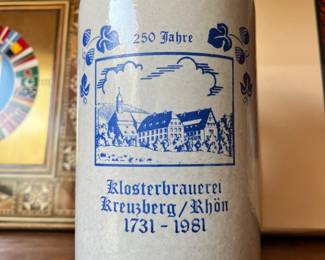 250 Jahre
Klosterbrauerei
Kreuzberg/Rhön
1731 - 1981